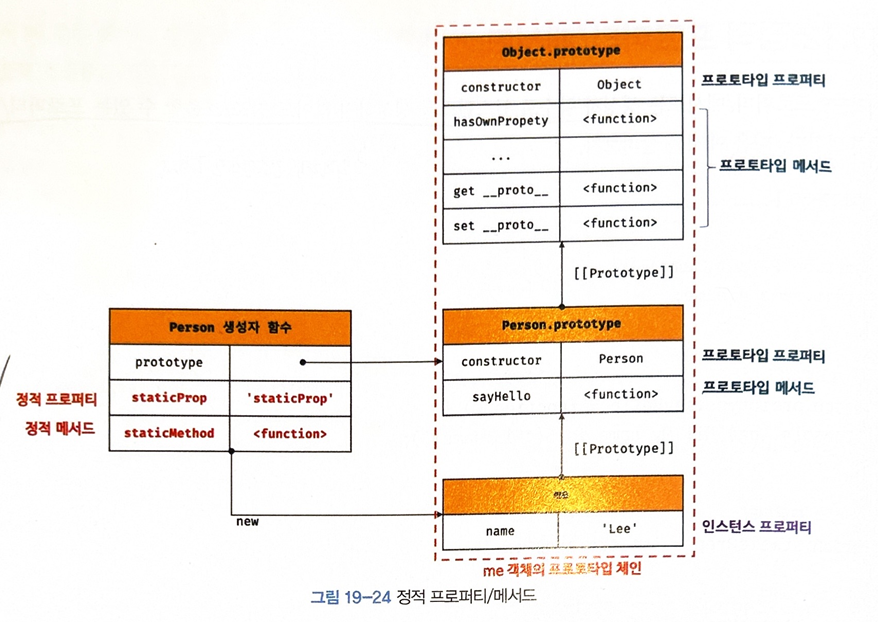 Object.prototype
constructor Object 프로토타입 프로퍼티
hasOwnPropety <function>
...
프로토타입 메서드
get __proto__ <function>
set __proto__ <function>
[[Prototype]]
Person 생성자 함수
prototype
정적 프로퍼티 staticProp 'staticProp'
정적 메서드 staticMethod <function>
new
Person.prototype
constructor Person 프로토타입 프로퍼티
sayHello <function> 프로토타입 메서드
[[Prototype]]
name 'Lee' 인스턴스 프로퍼티
me 객체의 프로토타입 체인
그림 19-24 정적 프로퍼티/메서드